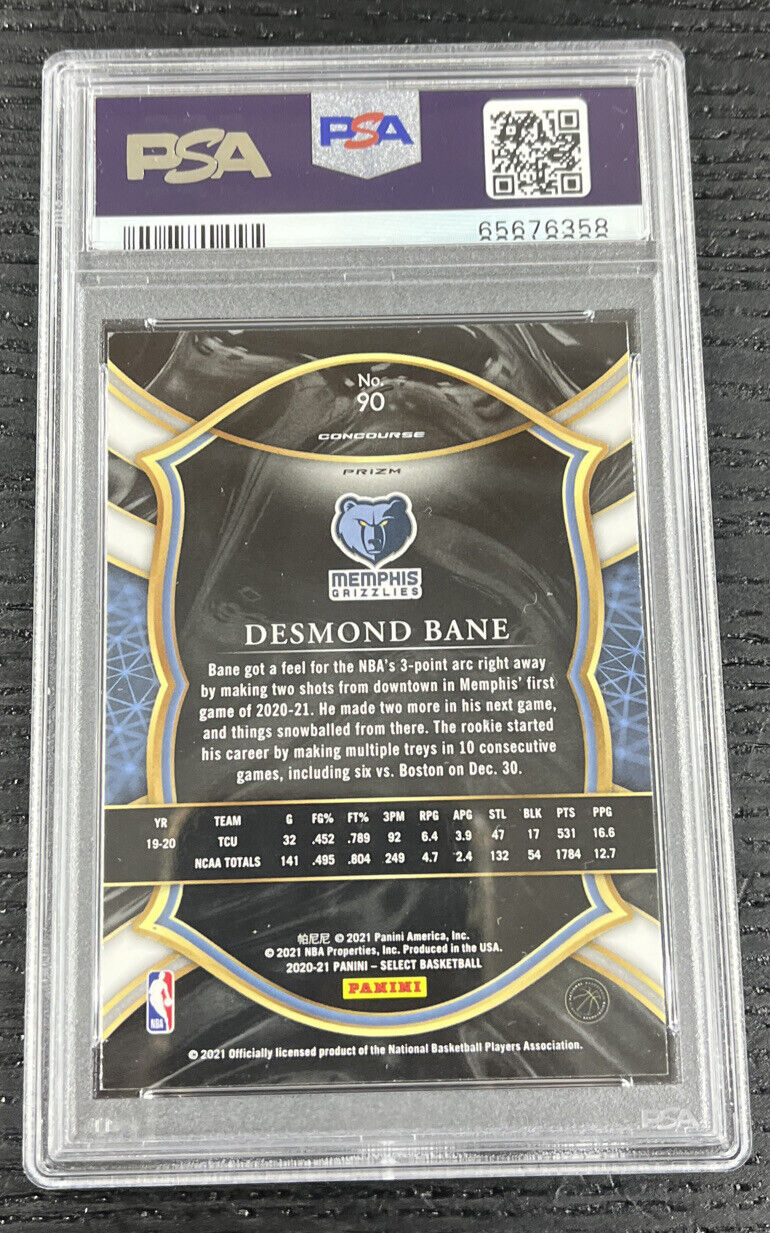 PSA
PSA
65676358
No.
90
CONCOURSE
PRIZM
MEMPHIS
GRIZZLIES
DESMOND BANE
Bane got a feel for the NBA's 3-point arc right away
by making two shots from downtown in Memphis' first
game of 2020-21. He made two more in his next game,
and things snowballed from there. The rookie started
his career by making multiple treys in 10 consecutive
games, including six vs. Boston on Dec. 30.
YR TEAM G FG% FT% 3PM RPG APG STL BLK PTS PPG
19-20 TCU 32 .452 .789 92 6.4 3.9 47 17 531 16.6
NCAA TOTALS 141 .495 .804 249 4.7 2.4 132 54 1784 12.7
帕尼尼 © 2021 Panini America, Inc.
© 2021 NBA Properties, Inc. Produced in the USA.
2020-21 PANINI – SELECT BASKETBALL
PANINI
NBA
© 2021 Officially licensed product of the National Basketball Players Association.
PSA